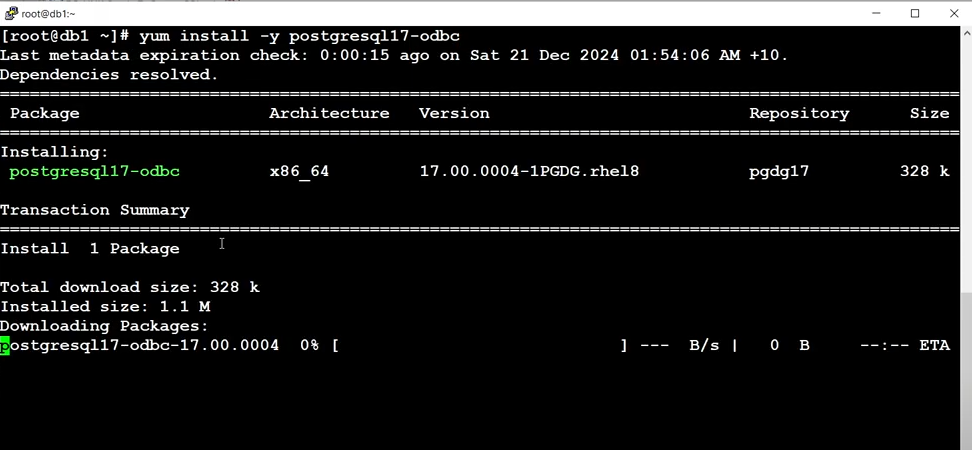 root@db1:~
[root@db1 ~]# yum install -y postgresql17-odbc
Last metadata expiration check: 0:00:15 ago on Sat 21 Dec 2024 01:54:06 AM +10.
Dependencies resolved.
================================================================================
Package Architecture Version Repository Size
================================================================================
Installing:
postgresql17-odbc x86_64 17.00.0004-1PGDG.rhel8 pgdg17 328 k
Transaction Summary
================================================================================
Install 1 Package
Total download size: 328 k
Installed size: 1.1 M
Downloading Packages:
postgresql17-odbc-17.00.0004 0% [ ] --- B/s | 0 B --:-- ETA